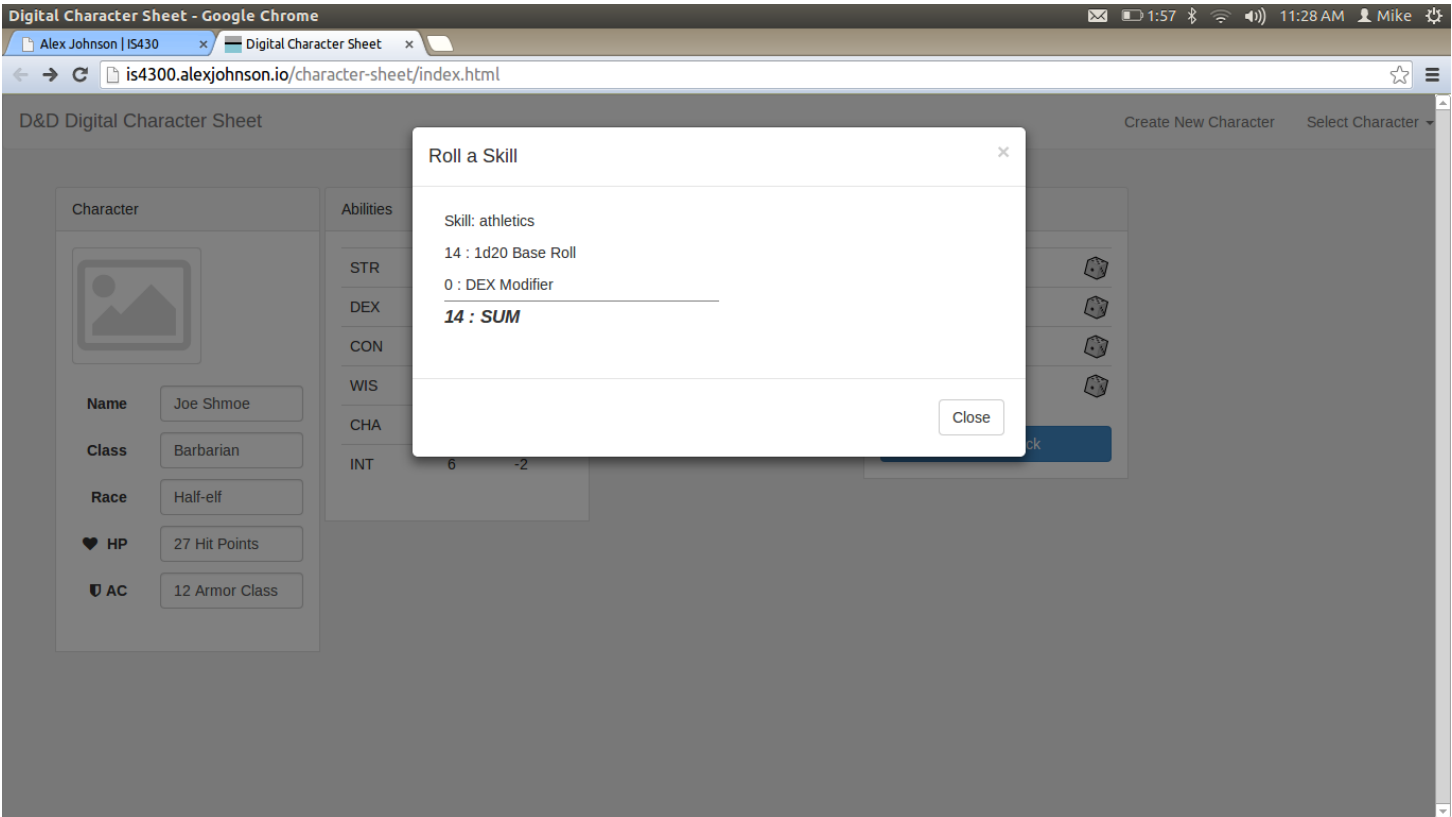 Digital Character Sheet - Google Chrome
1:57 11:28 AM Mike
Alex Johnson | IS430 × Digital Character Sheet ×
is4300.alexjohnson.io/character-sheet/index.html
D&D Digital Character Sheet
Create New Character Select Character
Roll a Skill ×
Skill: athletics
14 : 1d20 Base Roll
0 : DEX Modifier
14 : SUM
Close
Character
Name Joe Shmoe
Class Barbarian
Race Half-elf
HP 27 Hit Points
AC 12 Armor Class
Abilities
STR
DEX
CON
WIS
CHA
INT 6 -2